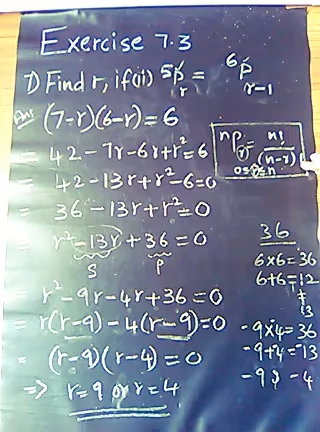 Exercise 7.3
1) Find r, if (ii) 5Pr = 6Pr-1
Ans (7-r)(6-r)=6
nPr = n!/(n-r)!
0≤r≤n
= 42-7r-6r+r²=6
= 42-13r+r²-6=0
= 36-13r+r²=0
r²-13r+36=0
S P
r²-9r-4r+36=0
= r(r-9)-4(r-9)=0
= (r-9)(r-4)=0
⇒ r=9 or r=4
36
6×6=36
6+6=12
≠
13
-9×4=36
-9+4=-13
-9 & -4